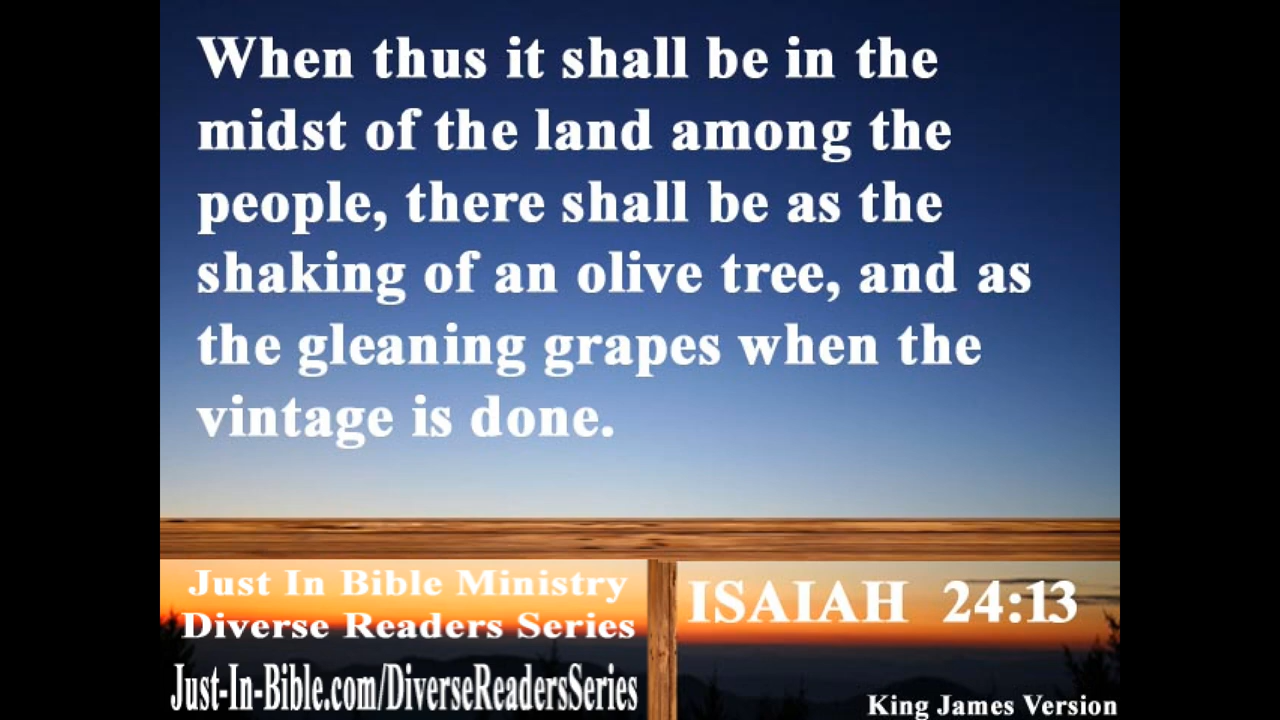 When thus it shall be in the
midst of the land among the
people, there shall be as the
shaking of an olive tree, and as
the gleaning grapes when the
vintage is done.
Just In Bible Ministry
Diverse Readers Series
Just-In-Bible.com/DiverseReadersSeries
ISAIAH 24:13
King James Version